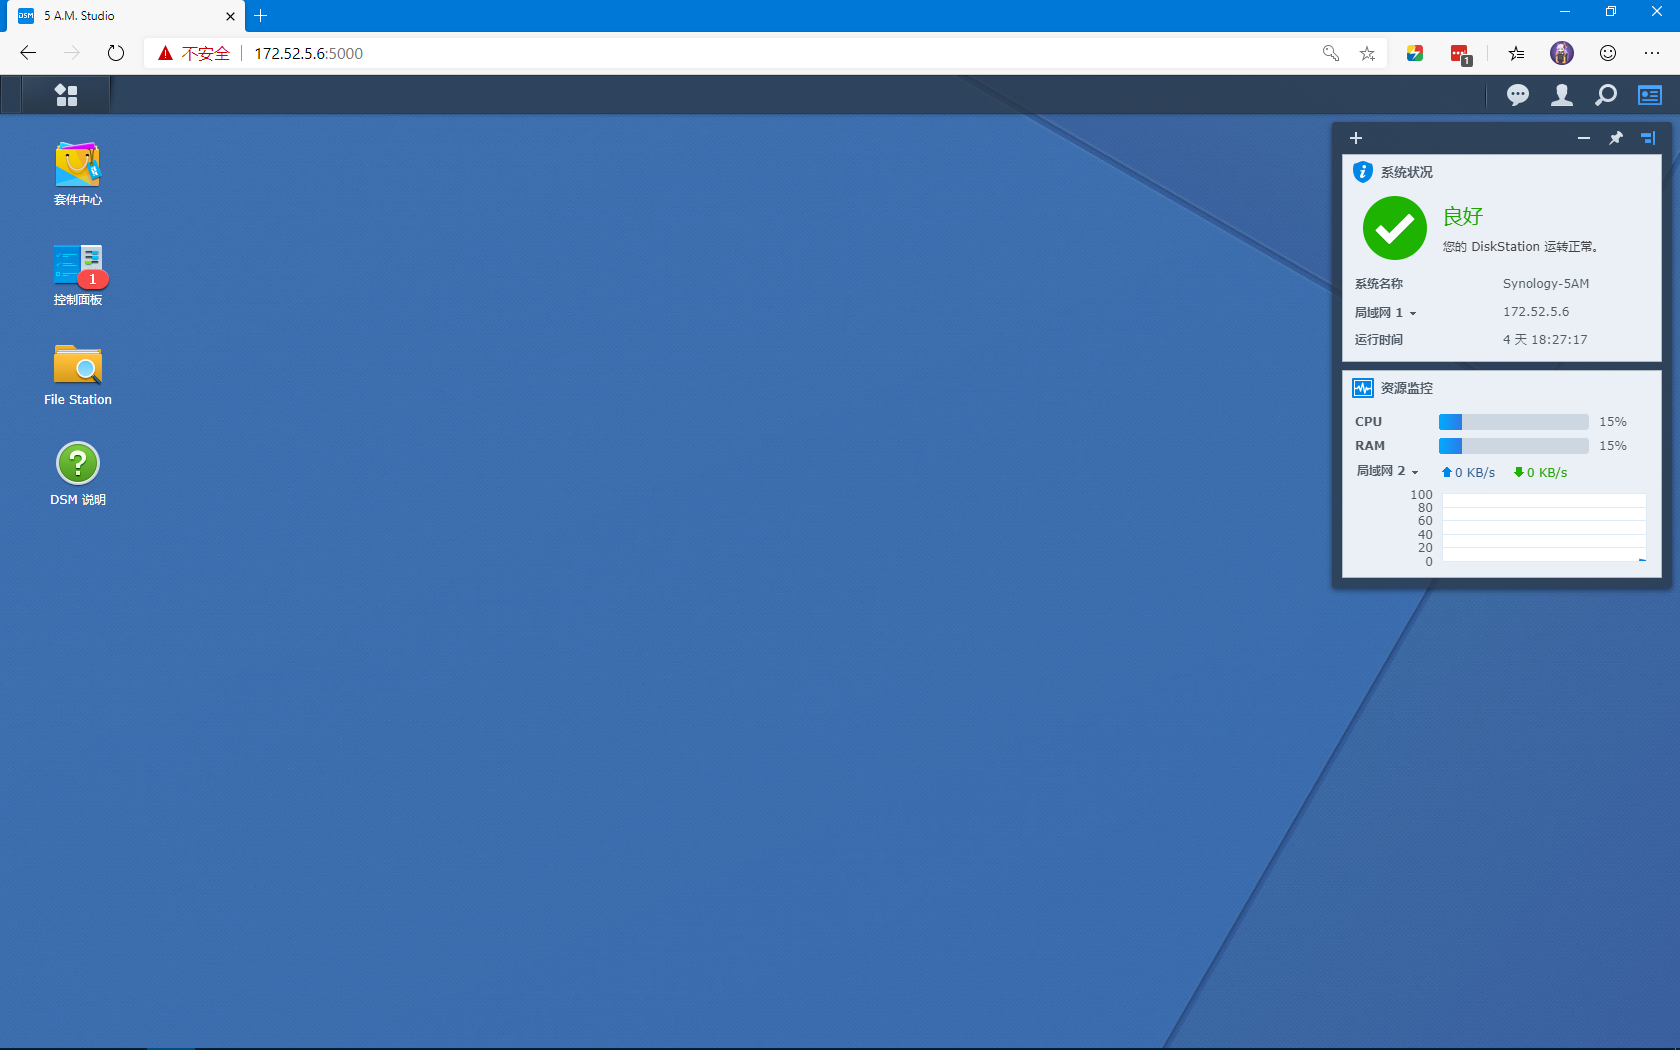 DSM
5 A.M. Studio
不安全
172.52.5.6:5000
1
套件中心
1
控制面板
File Station
?
DSM 说明
系统状况
良好
您的 DiskStation 运转正常。
系统名称 Synology-5AM
局域网 1 172.52.5.6
运行时间 4 天 18:27:17
资源监控
CPU 15%
RAM 15%
局域网 2 0 KB/s 0 KB/s
100
80
60
40
20
0